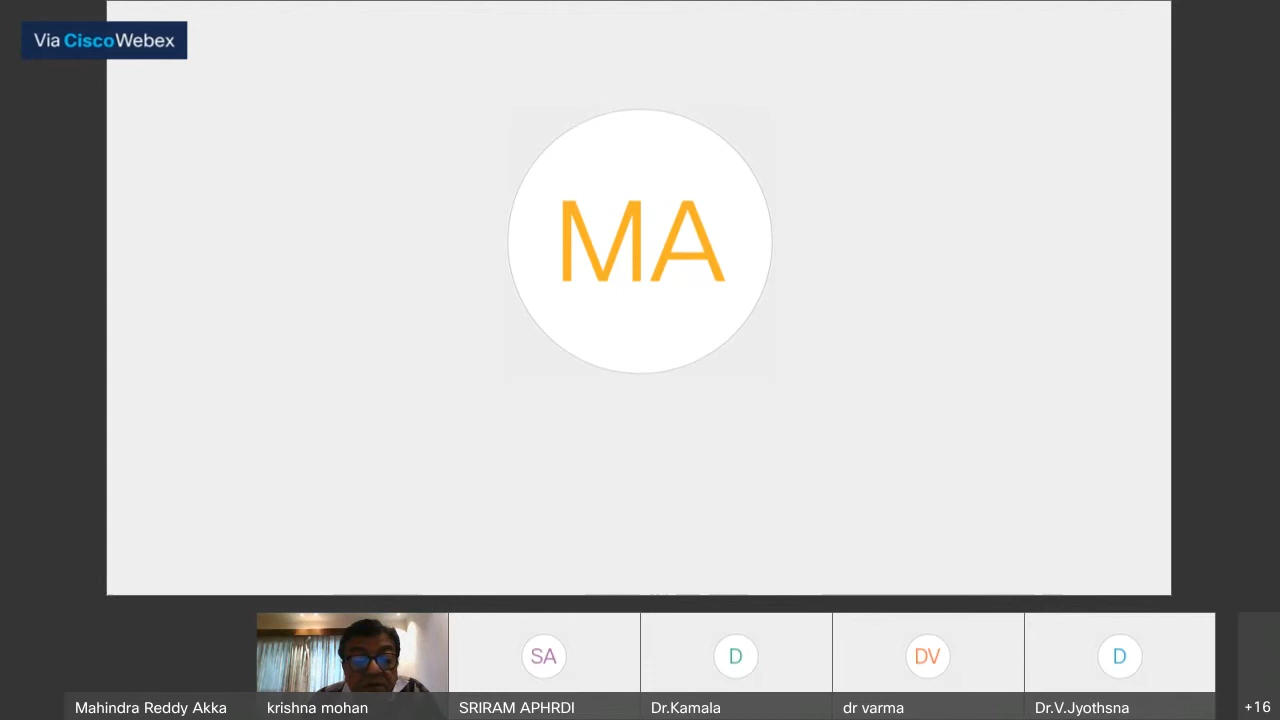 Via CiscoWebex
MA
SA
D
DV
D
Mahindra Reddy Akka
krishna mohan
SRIRAM APHRDI
Dr.Kamala
dr varma
Dr.V.Jyothsna
+16